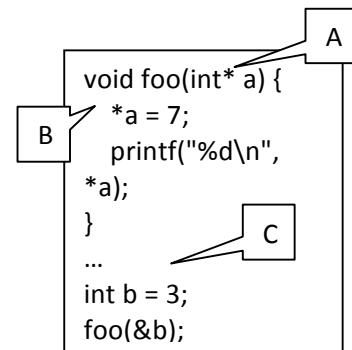 A
void foo(int* a) {
B
*a = 7;
printf("%d\n",
*a);
}
C
...
int b = 3;
foo(&b);